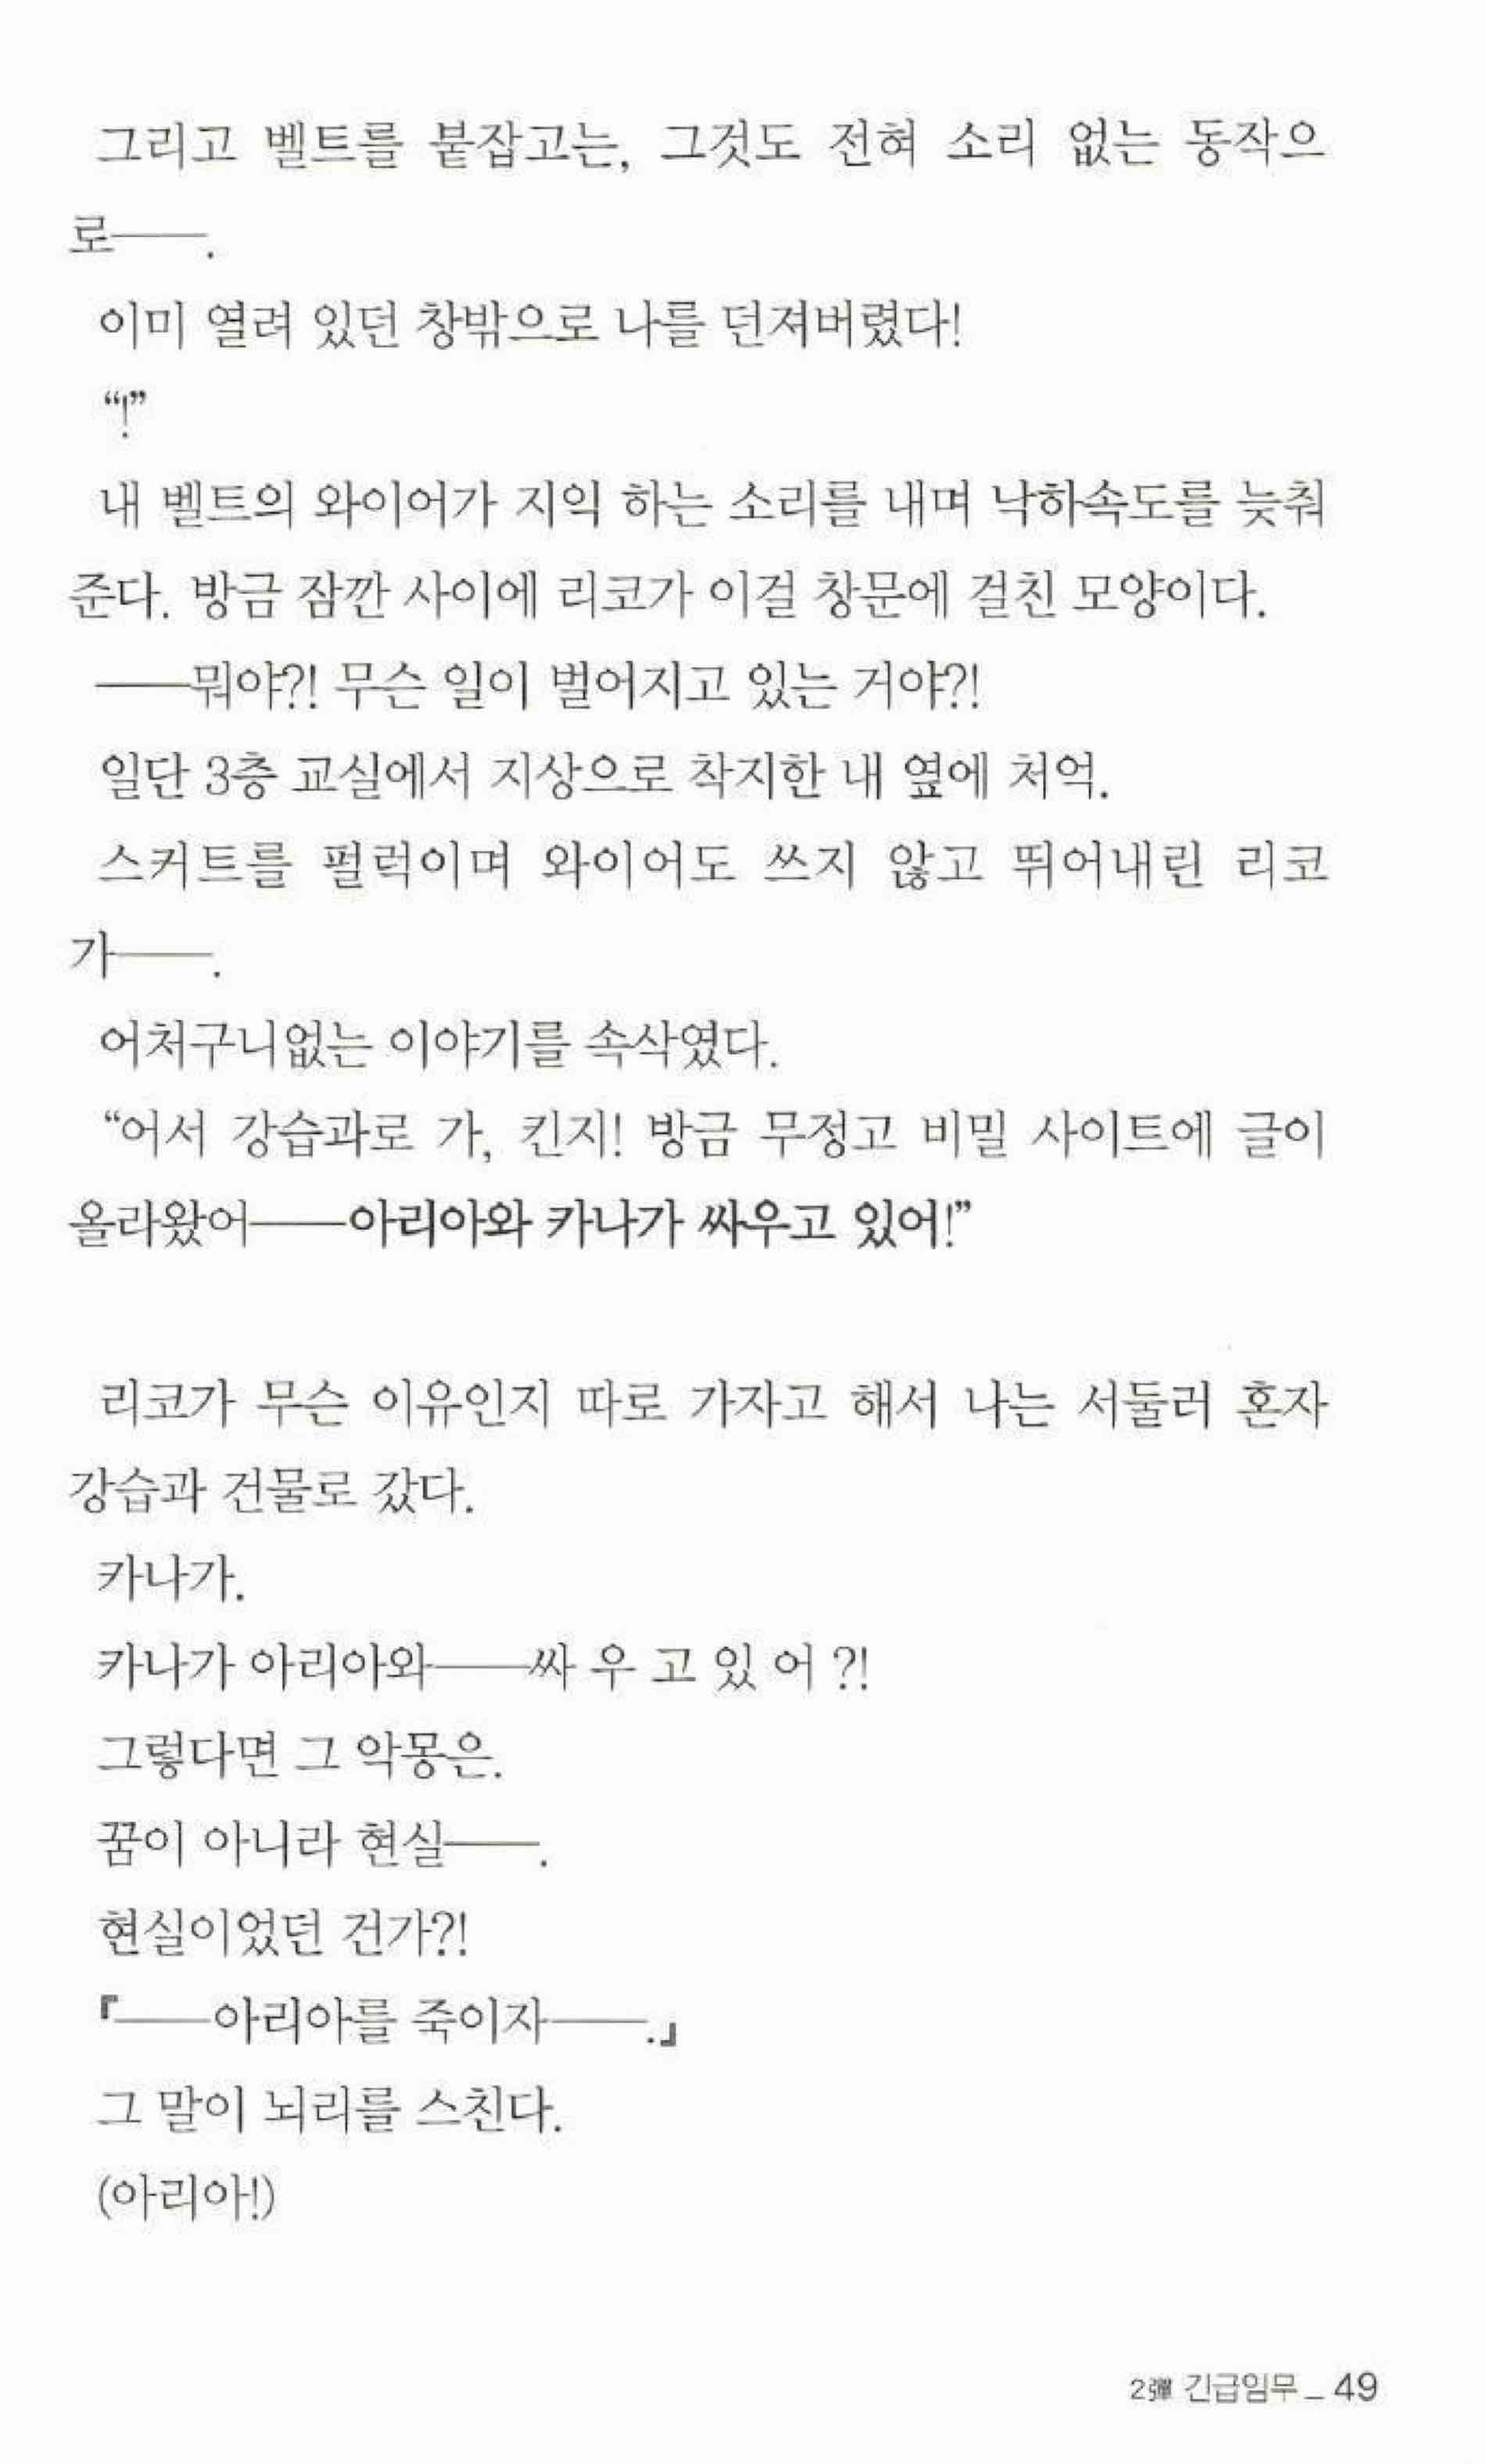 그리고 벨트를 붙잡고는, 그것도 전혀 소리 없는 동작으
로──.
이미 열려 있던 창밖으로 나를 던져버렸다!
“!”
내 벨트의 와이어가 지익 하는 소리를 내며 낙하속도를 늦춰
준다. 방금 잠깐 사이에 리코가 이걸 창문에 걸친 모양이다.
──뭐야?! 무슨 일이 벌어지고 있는 거야?!
일단 3층 교실에서 지상으로 착지한 내 옆에 처억.
스커트를 펄럭이며 와이어도 쓰지 않고 뛰어내린 리코
가──.
어처구니없는 이야기를 속삭였다.
“어서 강습과로 가, 킨지! 방금 무정고 비밀 사이트에 글이
올라왔어──아리아와 카나가 싸우고 있어!”
리코가 무슨 이유인지 따로 가자고 해서 나는 서둘러 혼자
강습과 건물로 갔다.
카나가.
카나가 아리아와──싸 우 고 있 어 ?!
그렇다면 그 악몽은.
꿈이 아니라 현실──.
현실이었던 건가?!
『──아리아를 죽이자──.』
그 말이 뇌리를 스친다.
(아리아!)
2彈 긴급임무 _ 49